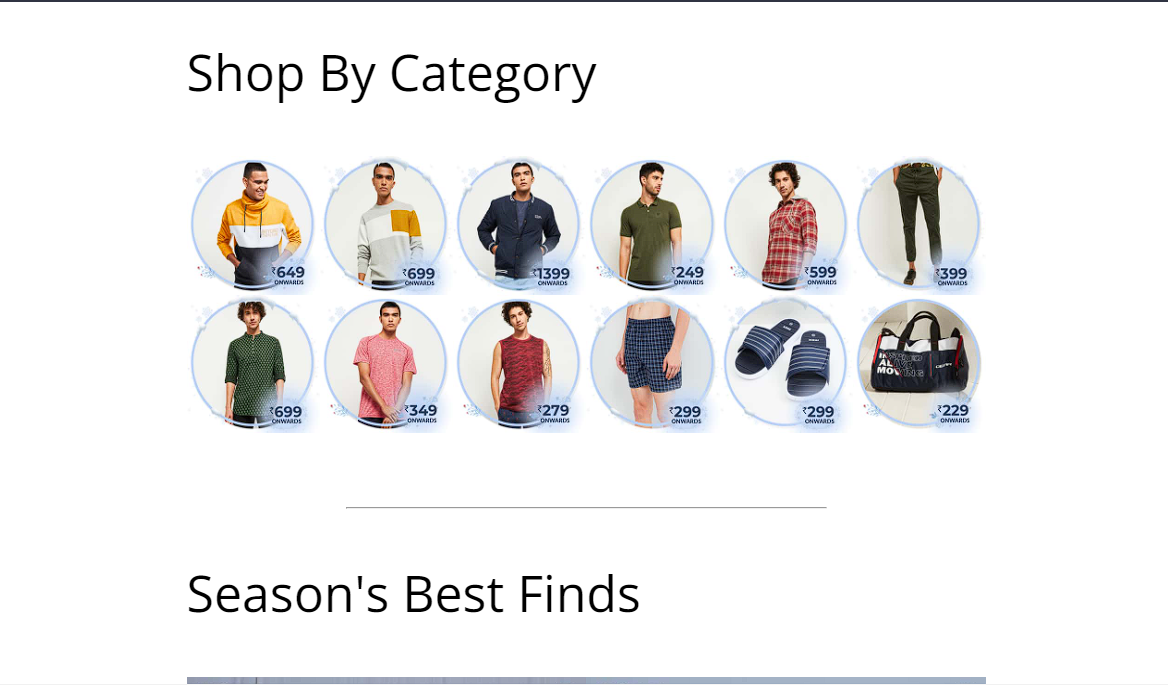 Shop By Category
₹649
ONWARDS
₹699
ONWARDS
₹1399
ONWARDS
₹249
ONWARDS
₹599
ONWARDS
₹399
ONWARDS
₹699
ONWARDS
₹349
ONWARDS
₹279
ONWARDS
₹299
ONWARDS
₹299
ONWARDS
₹229
ONWARDS
Season's Best Finds